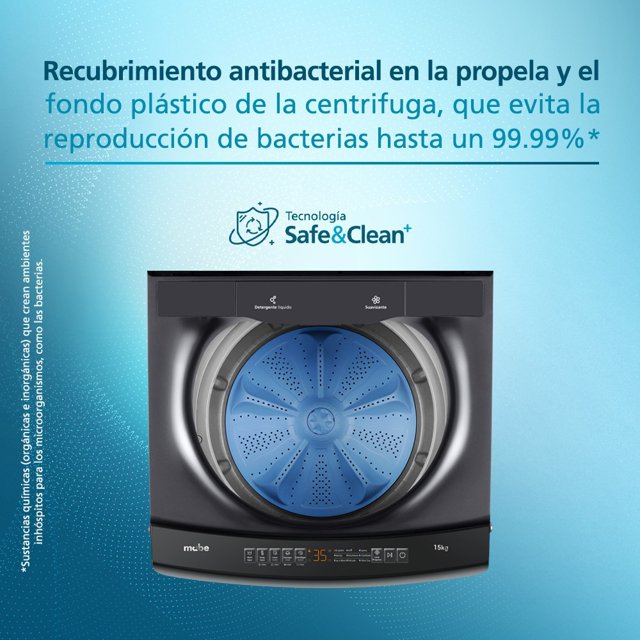 Recubrimiento antibacterial en la propela y el
fondo plástico de la centrifuga, que evita la
reproducción de bacterias hasta un 99.99%*
Tecnología
Safe&Clean+
*Sustancias químicas (orgánicas e inorgánicas) que crean ambientes
inhóspitos para los microorganismos, como las bacterias.
Detergente líquido
Suavizante
mabe
35
15kg